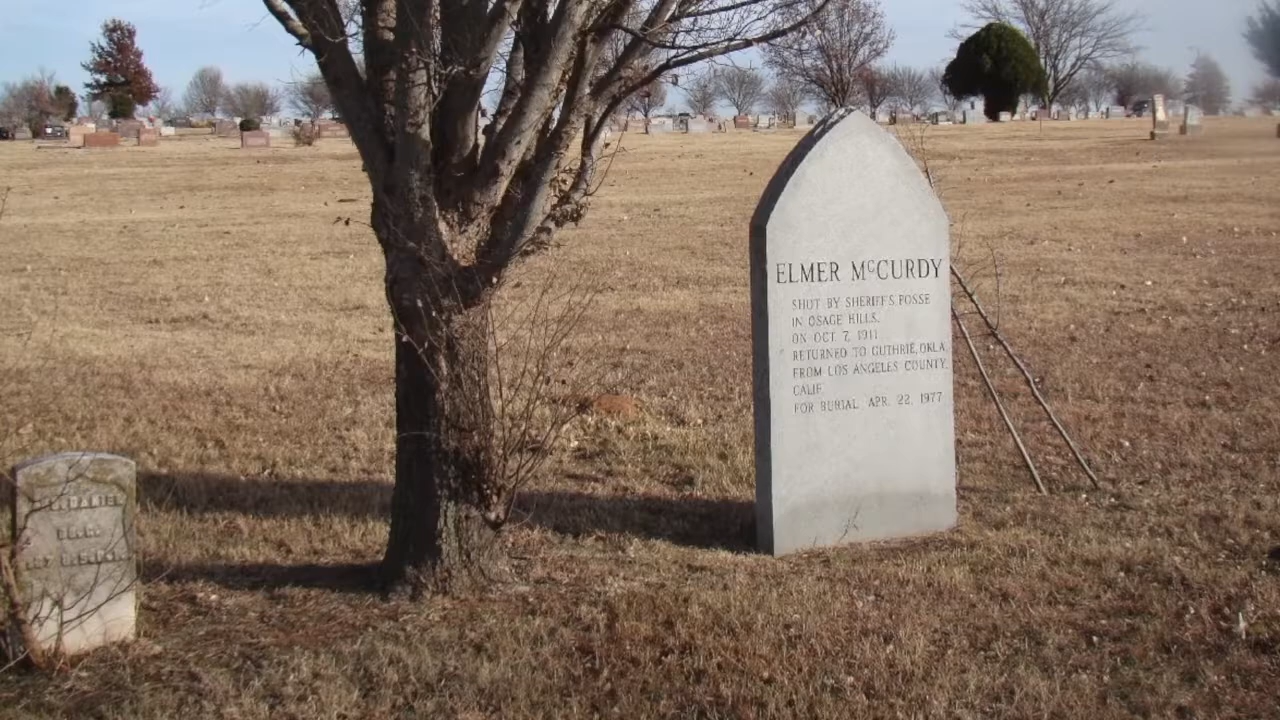 ELMER McCURDY
SHOT BY SHERIFF'S POSSE
IN OSAGE HILLS.
ON OCT 7, 1911
RETURNED TO GUTHRIE, OKLA.
FROM LOS ANGELES COUNTY,
CALIF.
FOR BURIAL APR. 22, 1977
DANIEL